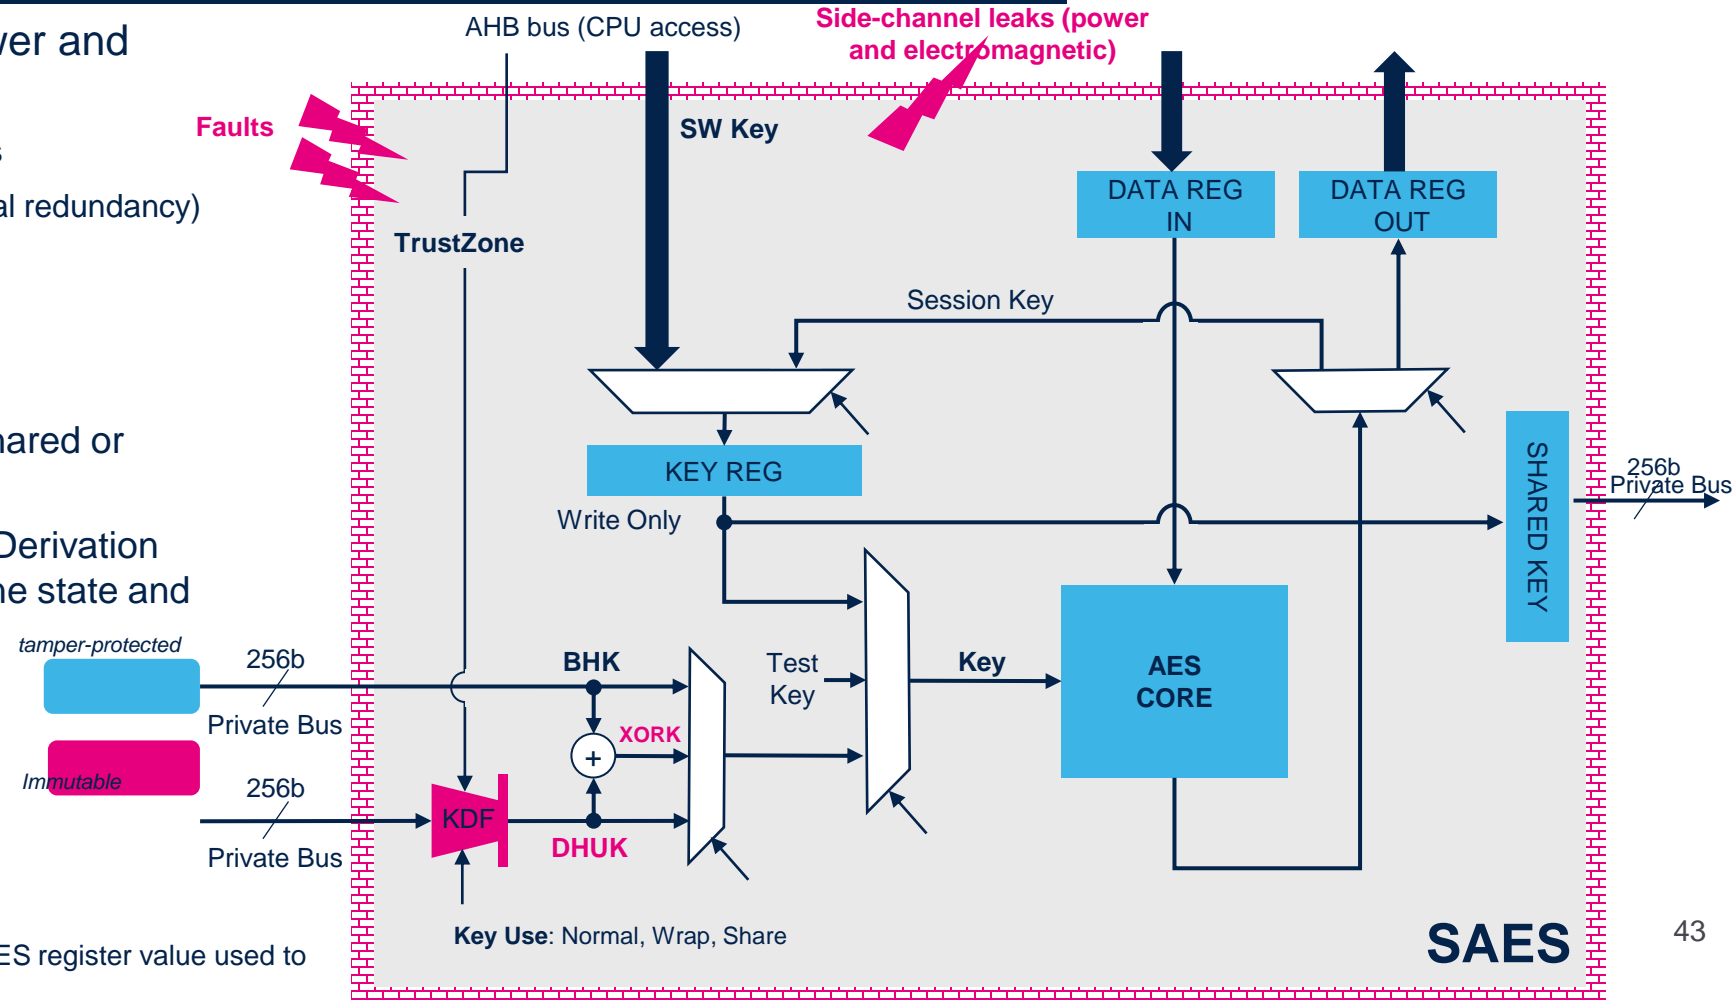 wer and
s
al redundancy)
hared or
Derivation
ne state and
tamper-protected
Immutable
ES register value used to
AHB bus (CPU access)
Side-channel leaks (power
and electromagnetic)
Faults
SW Key
TrustZone
DATA REG
IN
DATA REG
OUT
Session Key
KEY REG
Write Only
SHARED KEY
256b
Private Bus
256b
Private Bus
BHK
XORK
+
Test
Key
Key
AES
CORE
256b
Private Bus
KDF
DHUK
Key Use: Normal, Wrap, Share
SAES
43